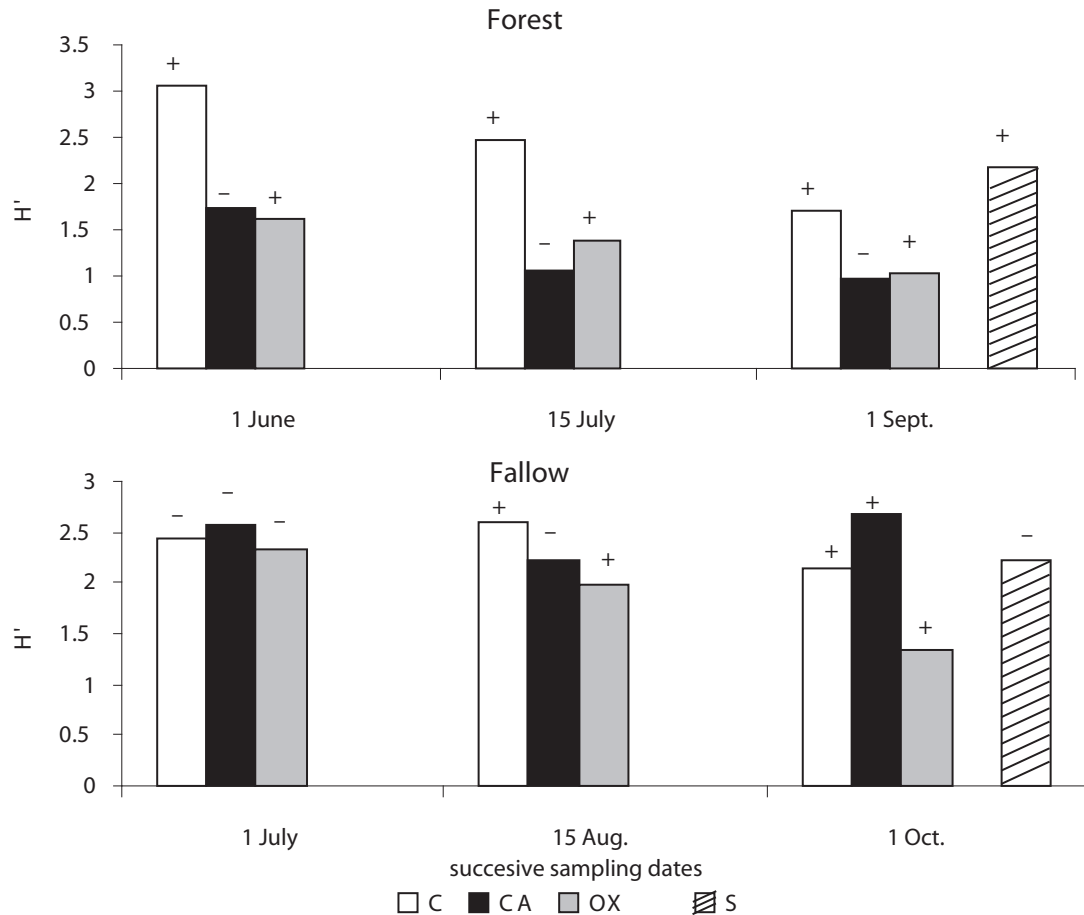 Forest
3.5
3
2.5
2
1.5
1
0.5
0
H'
+ − +
+ − +
+ − + +
1 June 15 July 1 Sept.
Fallow
3
2.5
2
1.5
1
0.5
0
H'
− − −
+ − +
+ + + −
1 July 15 Aug. 1 Oct.
succesive sampling dates
C CA OX S